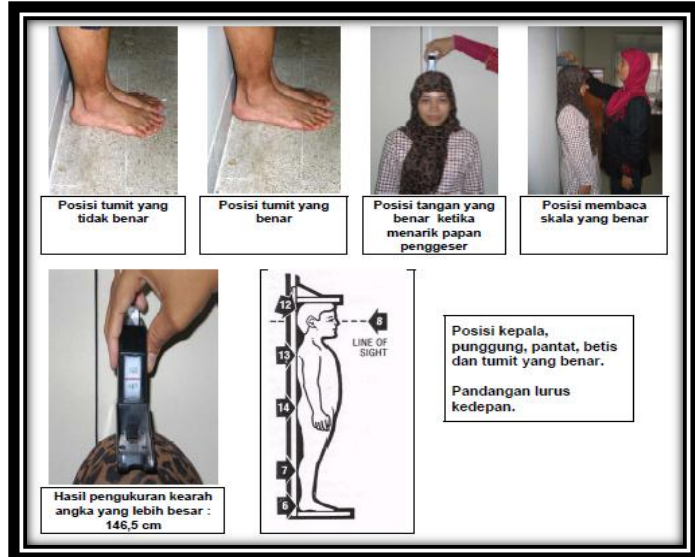 Posisi tumit yang
tidak benar
Posisi tumit yang
benar
Posisi tangan yang
benar ketika
menarik papan
penggeser
Posisi membaca
skala yang benar
Hasil pengukuran kearah
angka yang lebih besar :
146,5 cm
12
8
LINE OF
SIGHT
13
14
7
6
Posisi kepala,
punggung, pantat, betis
dan tumit yang benar.
Pandangan lurus
kedepan.